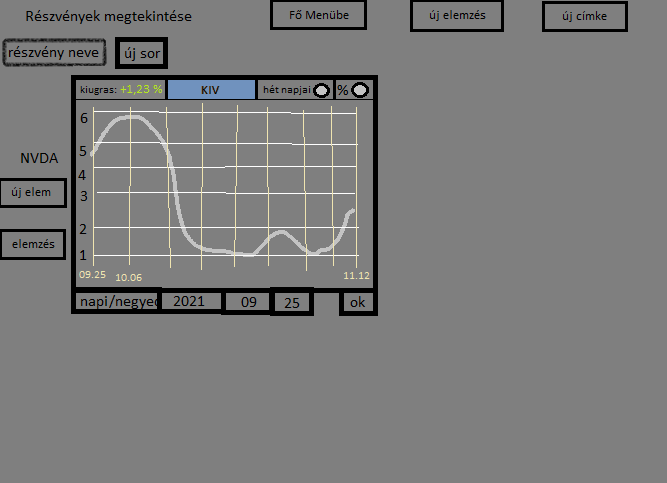 Részvények megtekintése
Fő Menübe
új elemzés
új címke
részvény neve
új sor
kiugras: +1,23 %
KIV
hét napjai
%
6
5
4
3
2
1
NVDA
új elem
elemzés
09.25
10.06
11.12
napi/negyed
2021
09
25
ok